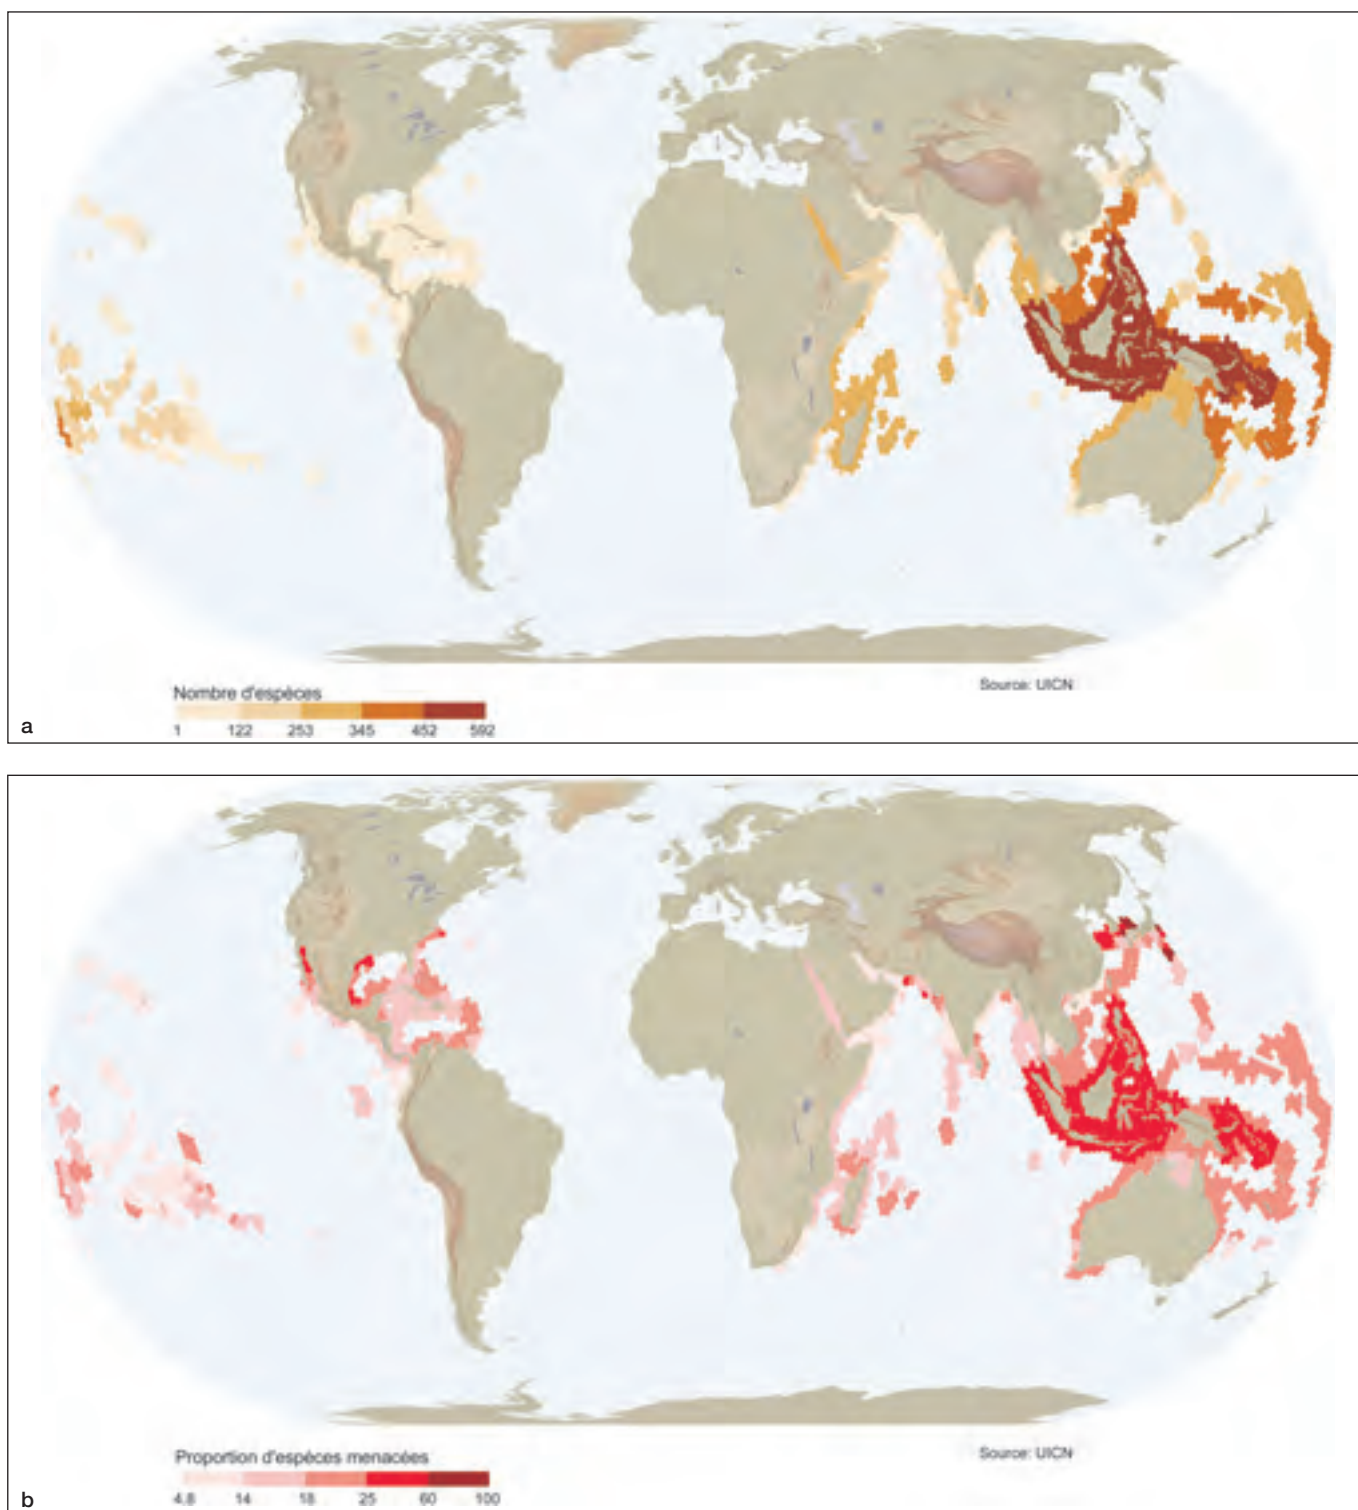 Nombre d'espèces
Source: UICN
1 122 253 345 452 592
a
Proportion d'espèces menacées
Source: UICN
4.8 14 18 25 60 100
b